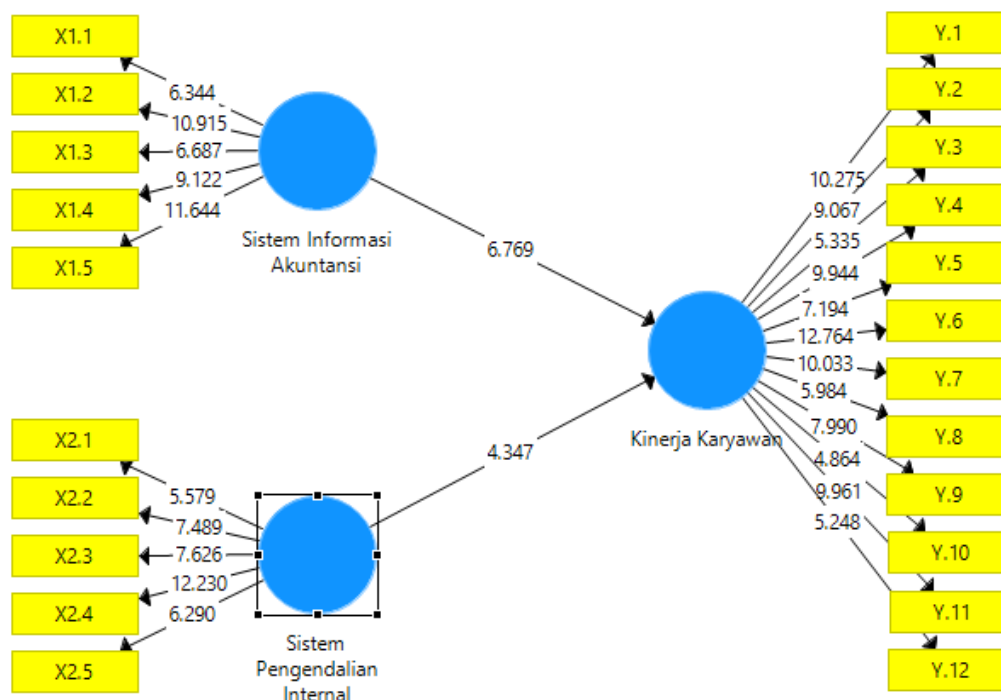 X1.1
X1.2
X1.3
X1.4
X1.5
6.344
10.915
6.687
9.122
11.644
Sistem Informasi
Akuntansi
6.769
X2.1
X2.2
X2.3
X2.4
X2.5
5.579
7.489
7.626
12.230
6.290
Sistem
Pengendalian
Internal
4.347
Kinerja Karyawan
10.275
9.067
5.335
9.944
7.194
12.764
10.033
5.984
7.990
4.864
9.961
5.248
Y.1
Y.2
Y.3
Y.4
Y.5
Y.6
Y.7
Y.8
Y.9
Y.10
Y.11
Y.12